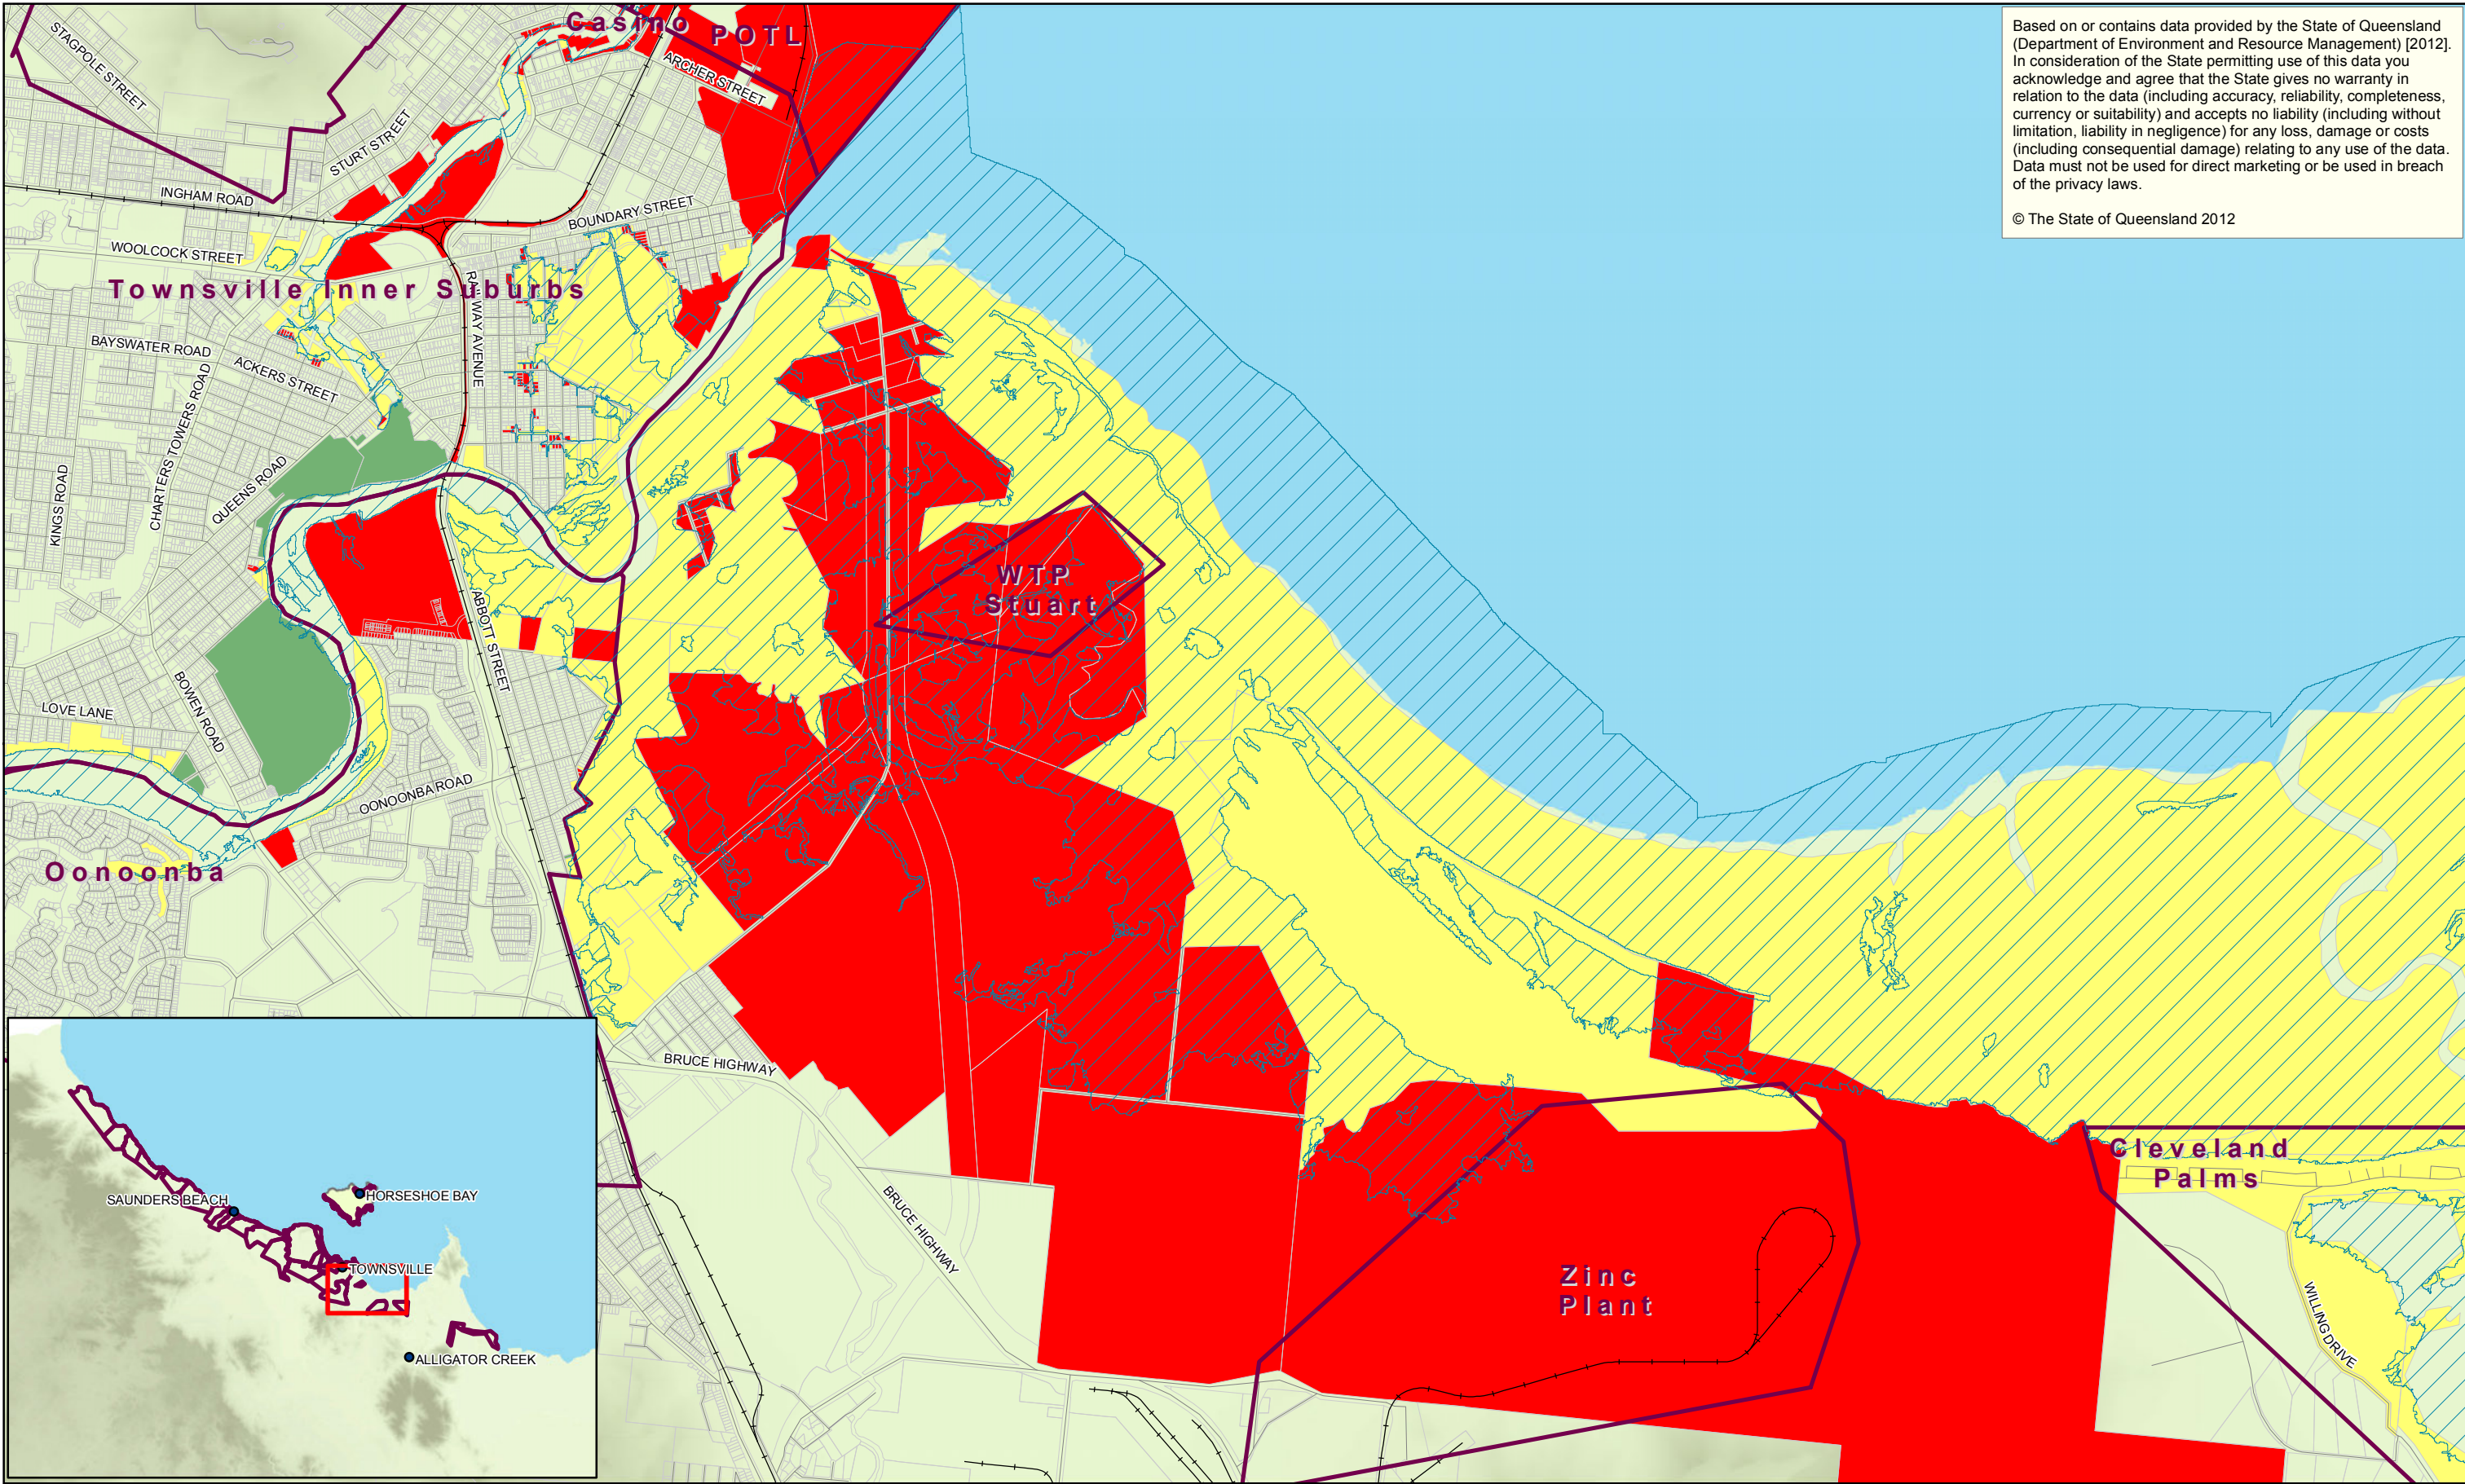 Casino
POTL
Based on or contains data provided by the State of Queensland
(Department of Environment and Resource Management) [2012].
In consideration of the State permitting use of this data you
acknowledge and agree that the State gives no warranty in
relation to the data (including accuracy, reliability, completeness,
currency or suitability) and accepts no liability (including without
limitation, liability in negligence) for any loss, damage or costs
(including consequential damage) relating to any use of the data.
Data must not be used for direct marketing or be used in breach
of the privacy laws.
© The State of Queensland 2012
STAGPOLE STREET
ARCHER STREET
STURT STREET
INGHAM ROAD
BOUNDARY STREET
WOOLCOCK STREET
Townsville Inner Suburbs
RAILWAY AVENUE
BAYSWATER ROAD
ACKERS STREET
CHARTERS TOWERS ROAD
QUEENS ROAD
KINGS ROAD
WTP
Stuart
ABBOTT STREET
BOWEN ROAD
LOVE LANE
OONOONBA ROAD
Oonoonba
BRUCE HIGHWAY
BRUCE HIGHWAY
Cleveland
Palms
Zinc
Plant
WILLING DRIVE
SAUNDERS BEACH
HORSESHOE BAY
TOWNSVILLE
ALLIGATOR CREEK